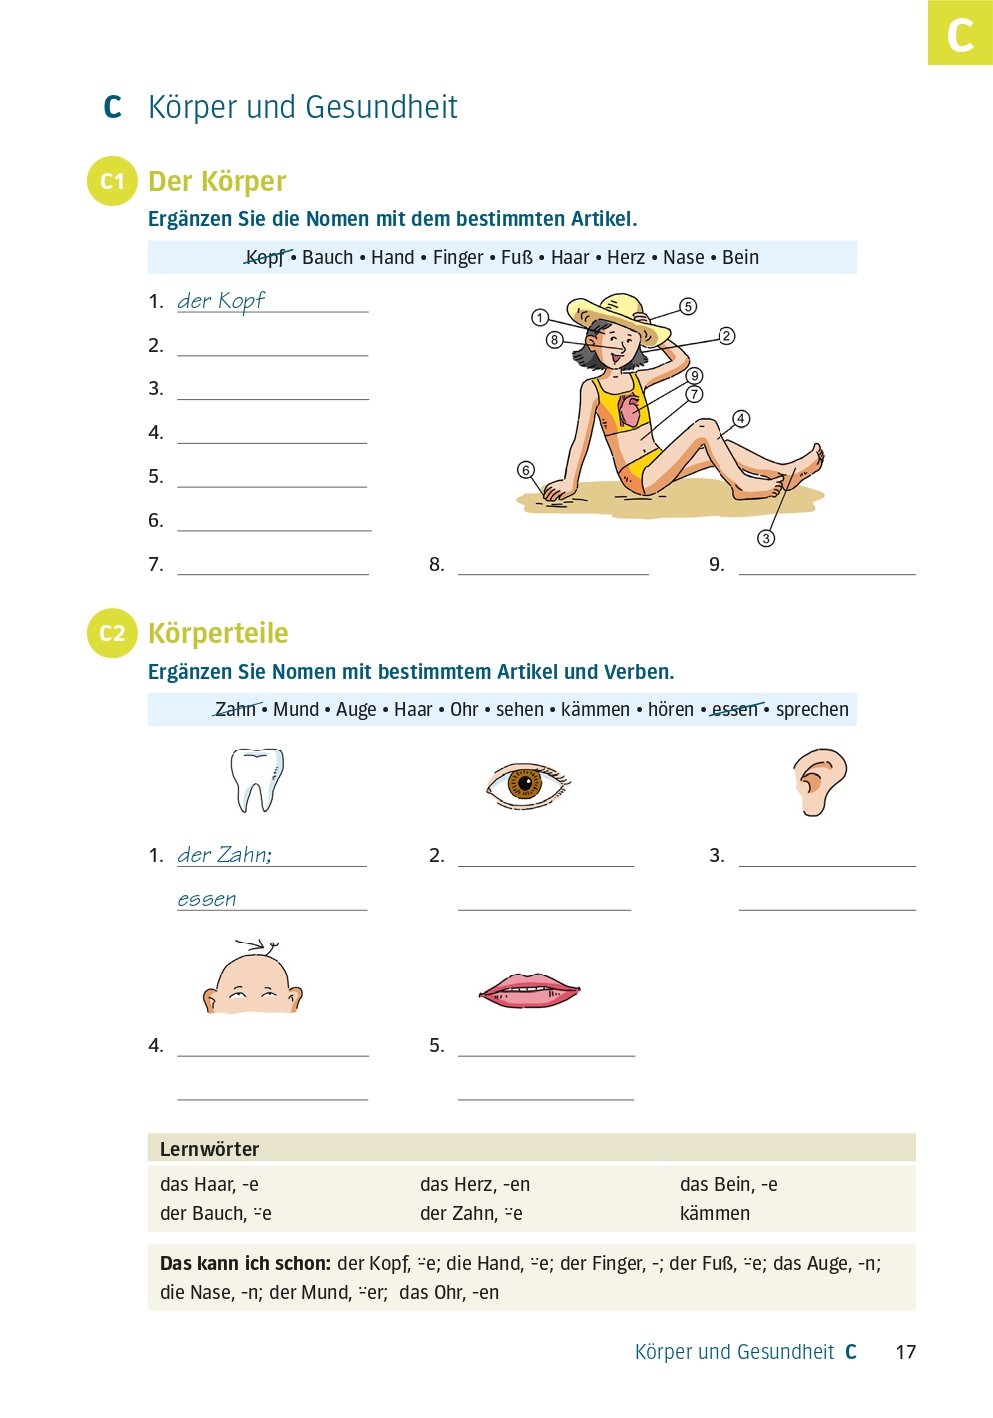 C
C Körper und Gesundheit
C1 Der Körper
Ergänzen Sie die Nomen mit dem bestimmten Artikel.
Kopf • Bauch • Hand • Finger • Fuß • Haar • Herz • Nase • Bein
1. der Kopf
2.
3.
4.
5.
6.
7.
8.
9.
1
5
8
2
9
7
4
6
3
C2 Körperteile
Ergänzen Sie Nomen mit bestimmtem Artikel und Verben.
Zahn • Mund • Auge • Haar • Ohr • sehen • kämmen • hören • essen • sprechen
1. der Zahn;
essen
2.
3.
4.
5.
Lernwörter
das Haar, -e
das Herz, -en
das Bein, -e
der Bauch, ¨-e
der Zahn, ¨-e
kämmen
Das kann ich schon: der Kopf, ¨-e; die Hand, ¨-e; der Finger, -; der Fuß, ¨-e; das Auge, -n;
die Nase, -n; der Mund, ¨-er; das Ohr, -en
Körper und Gesundheit C 17